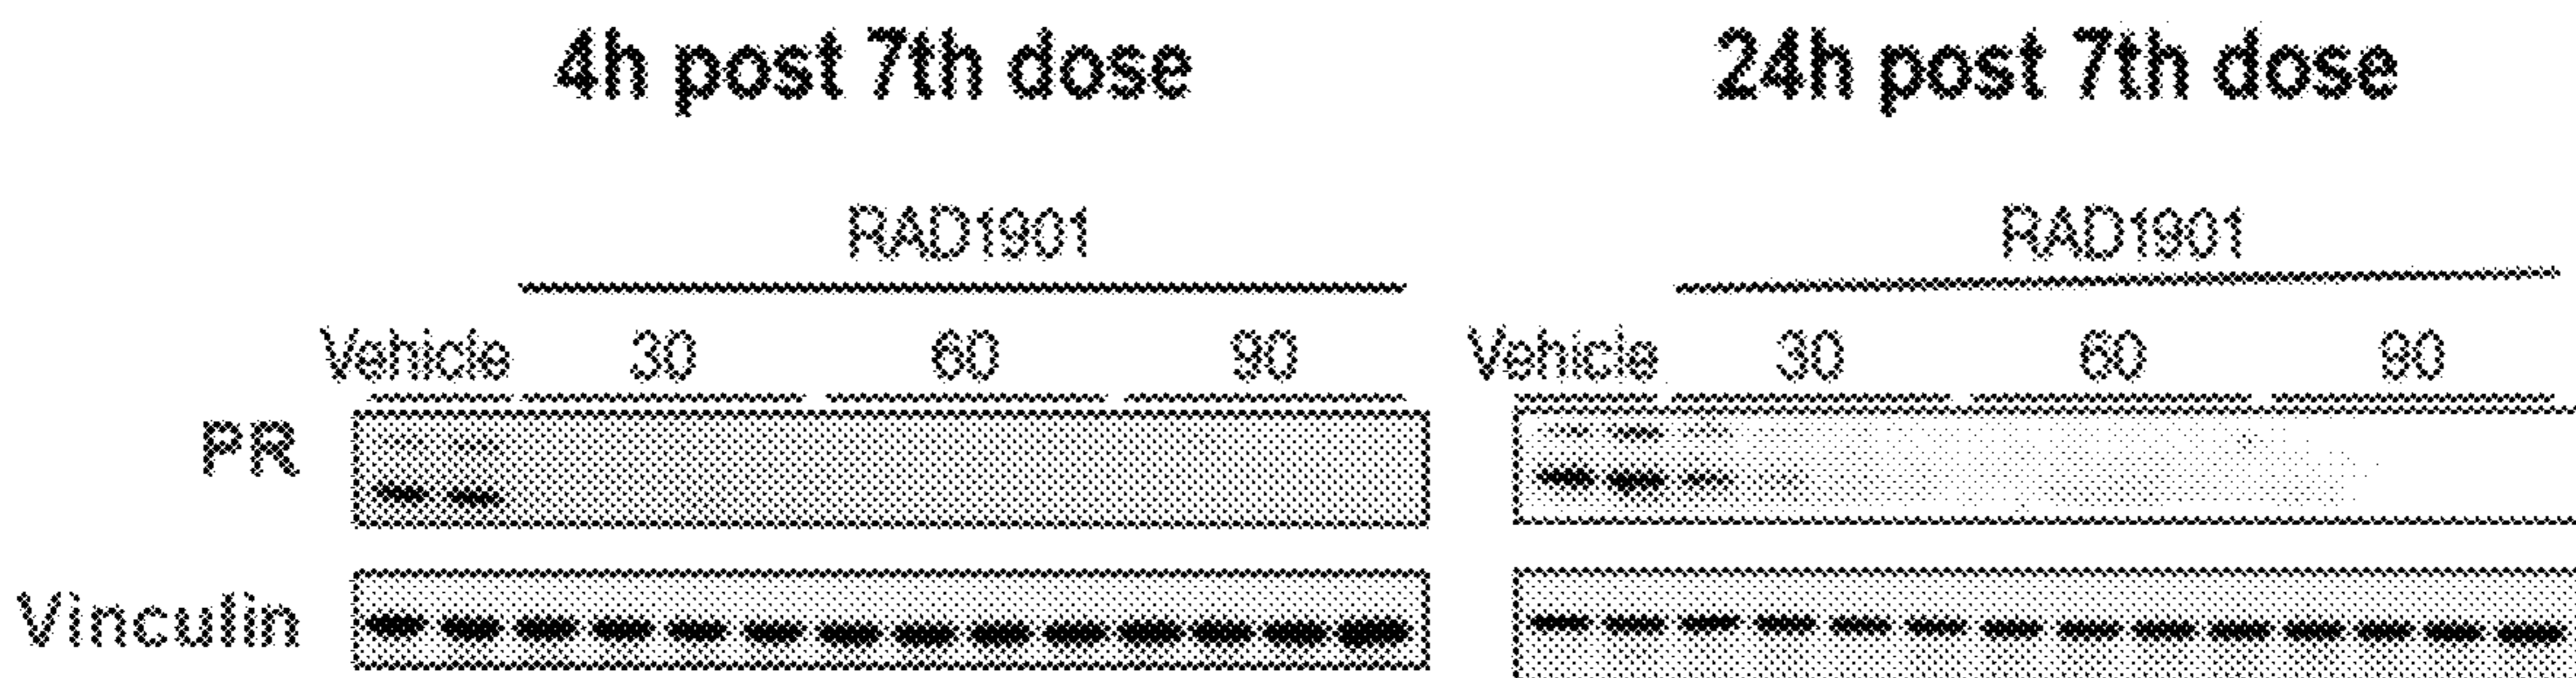 4h post 7th dose 24h post 7th dose
RAD1901 RAD1901
Vehicle 30 60 90 Vehicle 30 60 90
PR
Vinculin